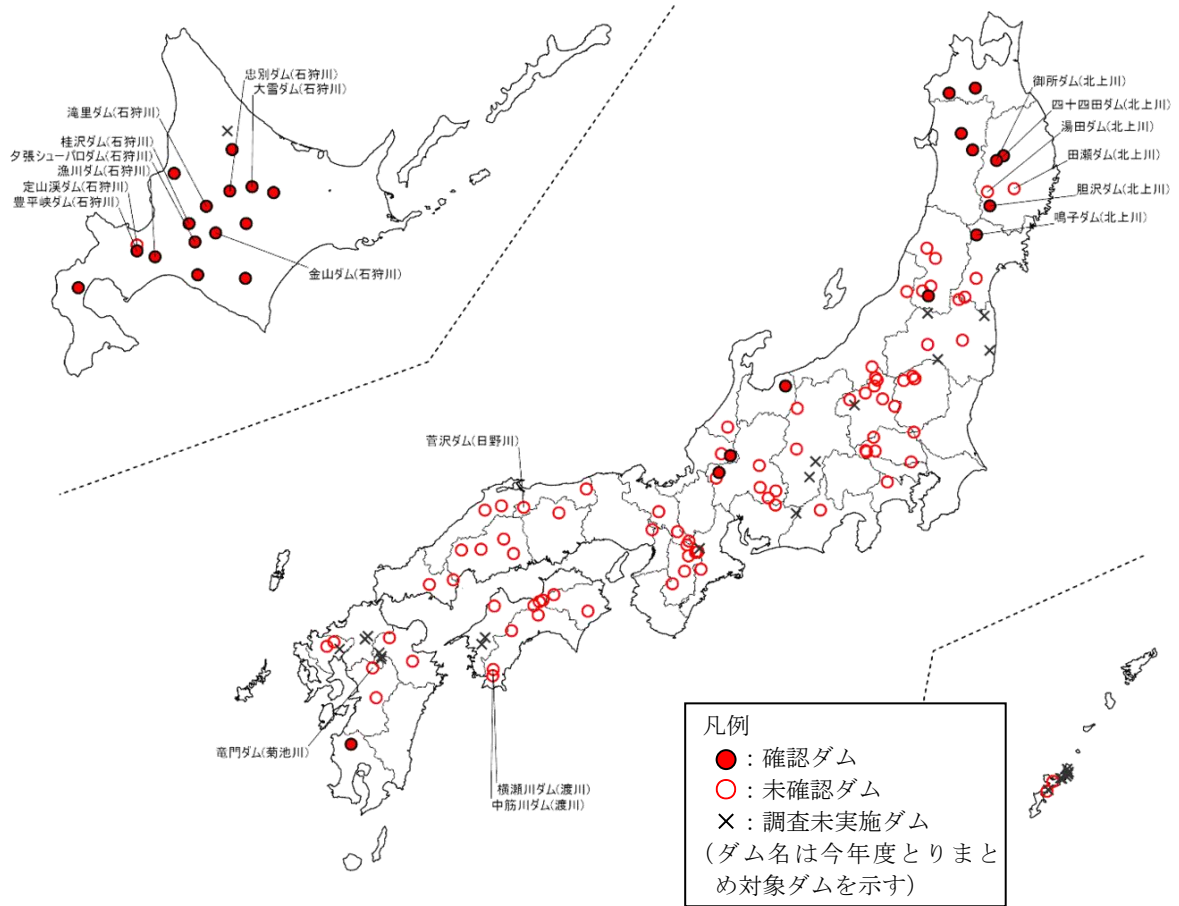 忠別ダム(石狩川)
大雪ダム(石狩川)
滝里ダム(石狩川)
桂沢ダム(石狩川)
夕張シューパロダム(石狩川)
漁川ダム(石狩川)
定山渓ダム(石狩川)
豊平峡ダム(石狩川)
金山ダム(石狩川)
御所ダム(北上川)
四十四田ダム(北上川)
湯田ダム(北上川)
田瀬ダム(北上川)
胆沢ダム(北上川)
鳴子ダム(北上川)
菅沢ダム(日野川)
竜門ダム(菊池川)
横瀬川ダム(渡川)
中筋川ダム(渡川)
凡例
：確認ダム
：未確認ダム
×：調査未実施ダム
(ダム名は今年度とりまと
め対象ダムを示す)